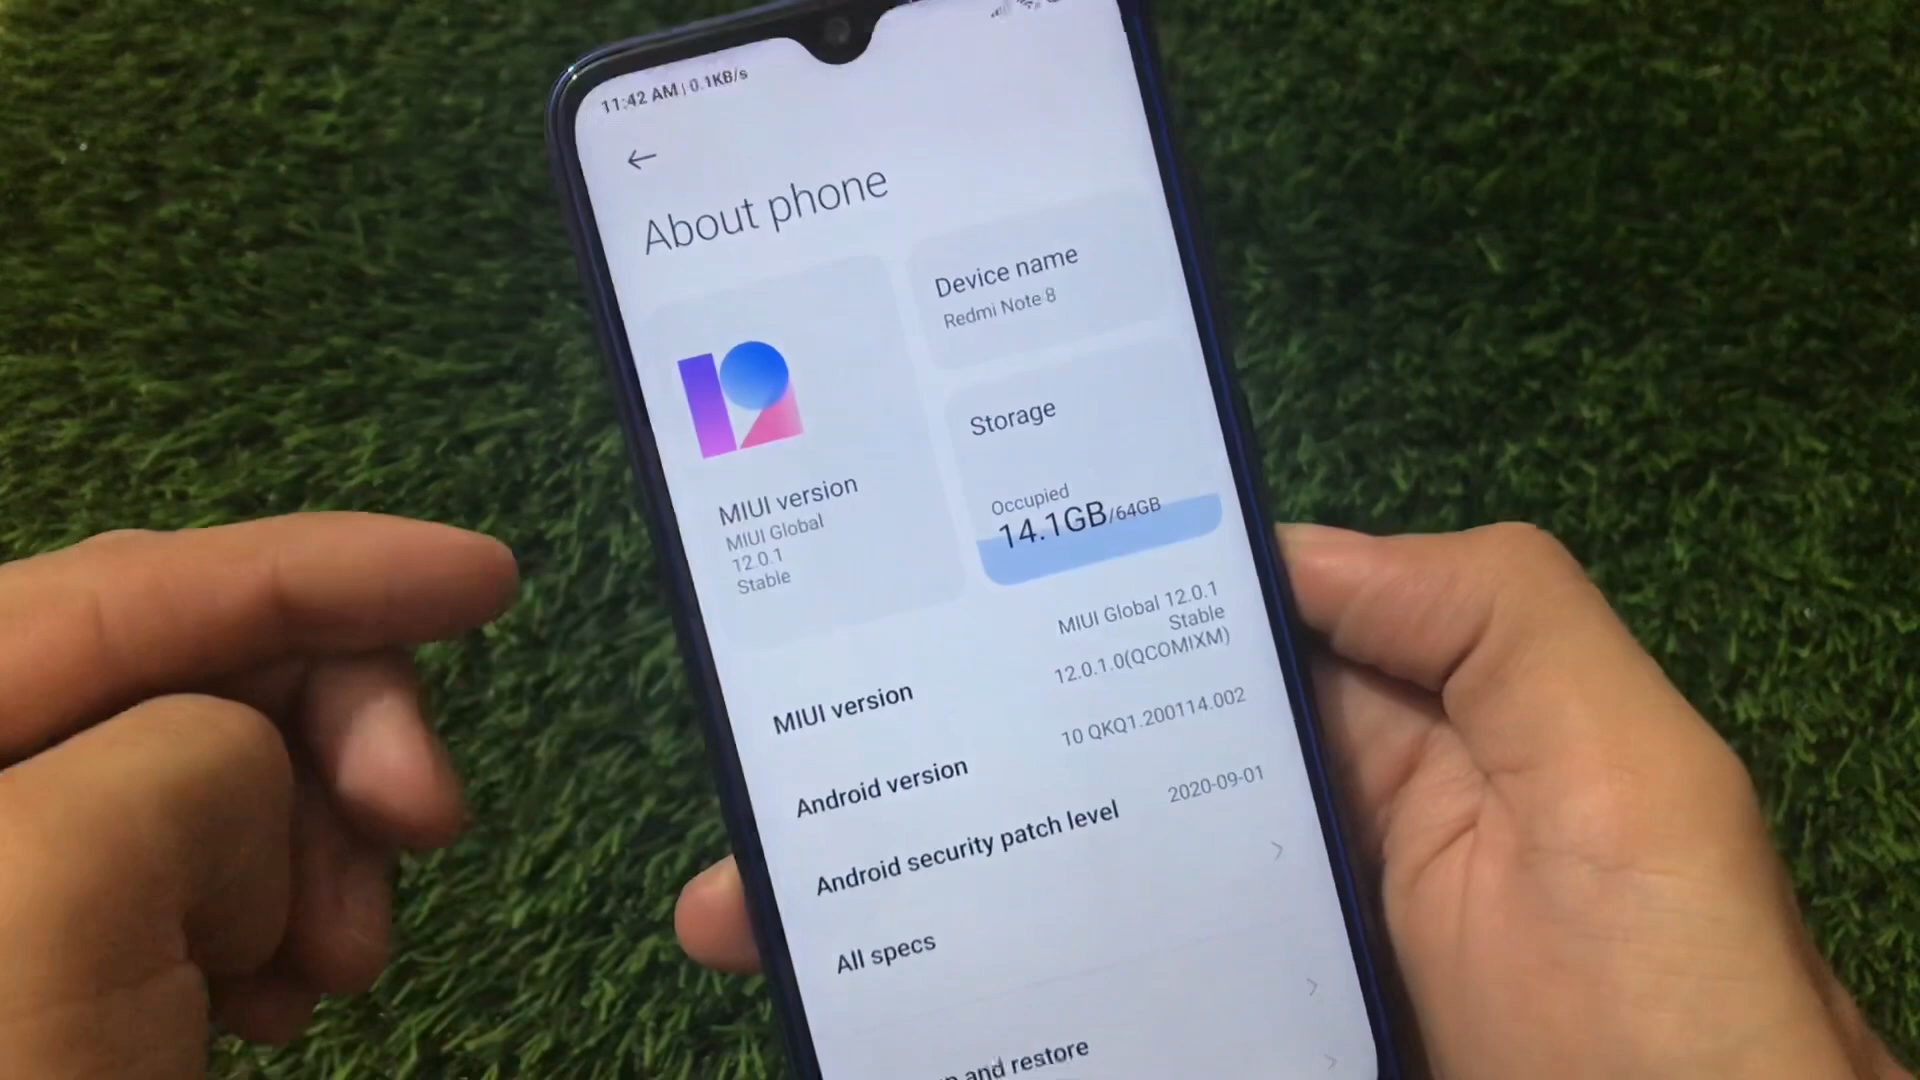 11:42 AM | 0.1KB/s
About phone
Device name
Redmi Note 8
MIUI version
MIUI Global
12.0.1
Stable
Storage
Occupied
14.1GB/64GB
MIUI version
MIUI Global 12.0.1
Stable
12.0.1.0(QCOMIXM)
Android version
10 QKQ1.200114.002
Android security patch level
2020-09-01
All specs
and restore